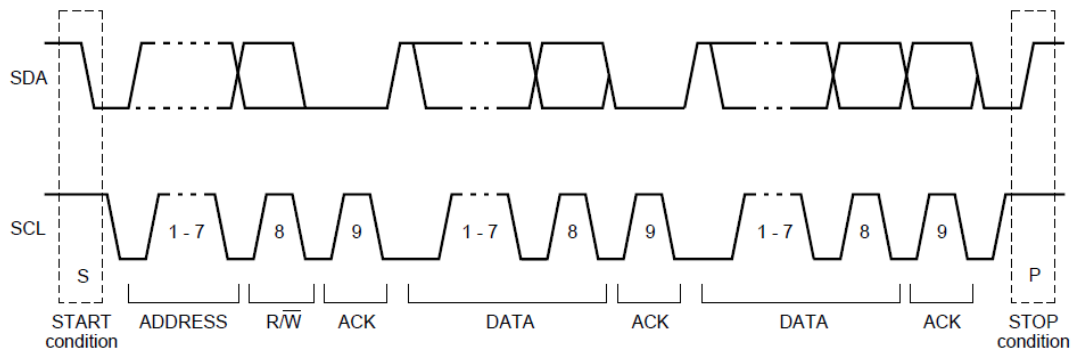 SDA
SCL
1 - 7
8
9
1 - 7
8
9
1 - 7
8
9
S
P
START
condition
ADDRESS
R/W̅
ACK
DATA
ACK
DATA
ACK
STOP
condition